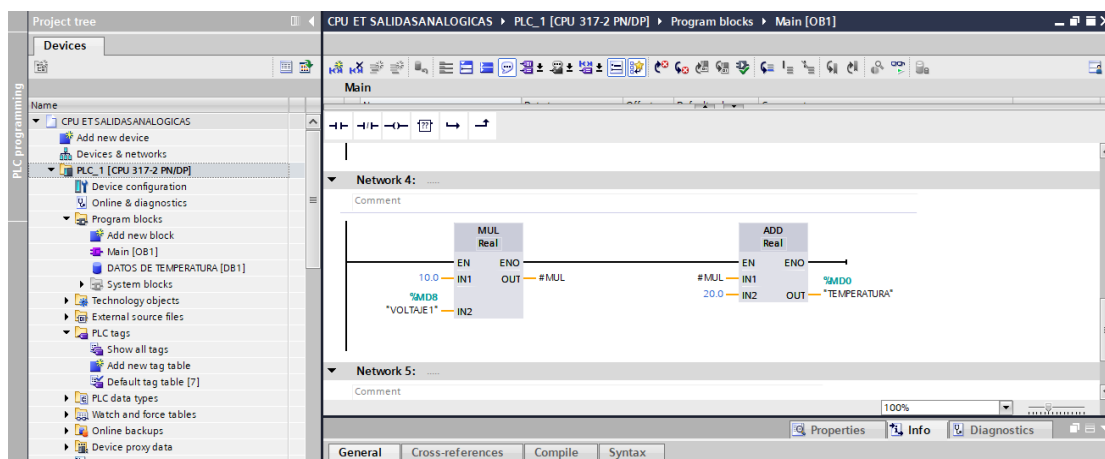 Project tree
CPU ET SALIDASANALOGICAS ▸ PLC_1 [CPU 317-2 PN/DP] ▸ Program blocks ▸ Main [OB1]
Devices
PLC programming
Name
CPU ET SALIDASANALOGICAS
Add new device
Devices & networks
PLC_1 [CPU 317-2 PN/DP]
Device configuration
Online & diagnostics
Program blocks
Add new block
Main [OB1]
DATOS DE TEMPERATURA [DB1]
System blocks
Technology objects
External source files
PLC tags
Show all tags
Add new tag table
Default tag table [7]
PLC data types
Watch and force tables
Online backups
Device proxy data
Main
??
Network 4: .....
Comment
MUL
Real
EN ENO
10.0 IN1 OUT #MUL
%MD8
"VOLTAJE1" IN2
ADD
Real
EN ENO
#MUL IN1
20.0 IN2 OUT
%MD0
"TEMPERATURA"
Network 5: .....
Comment
100%
Properties Info Diagnostics
General Cross-references Compile Syntax